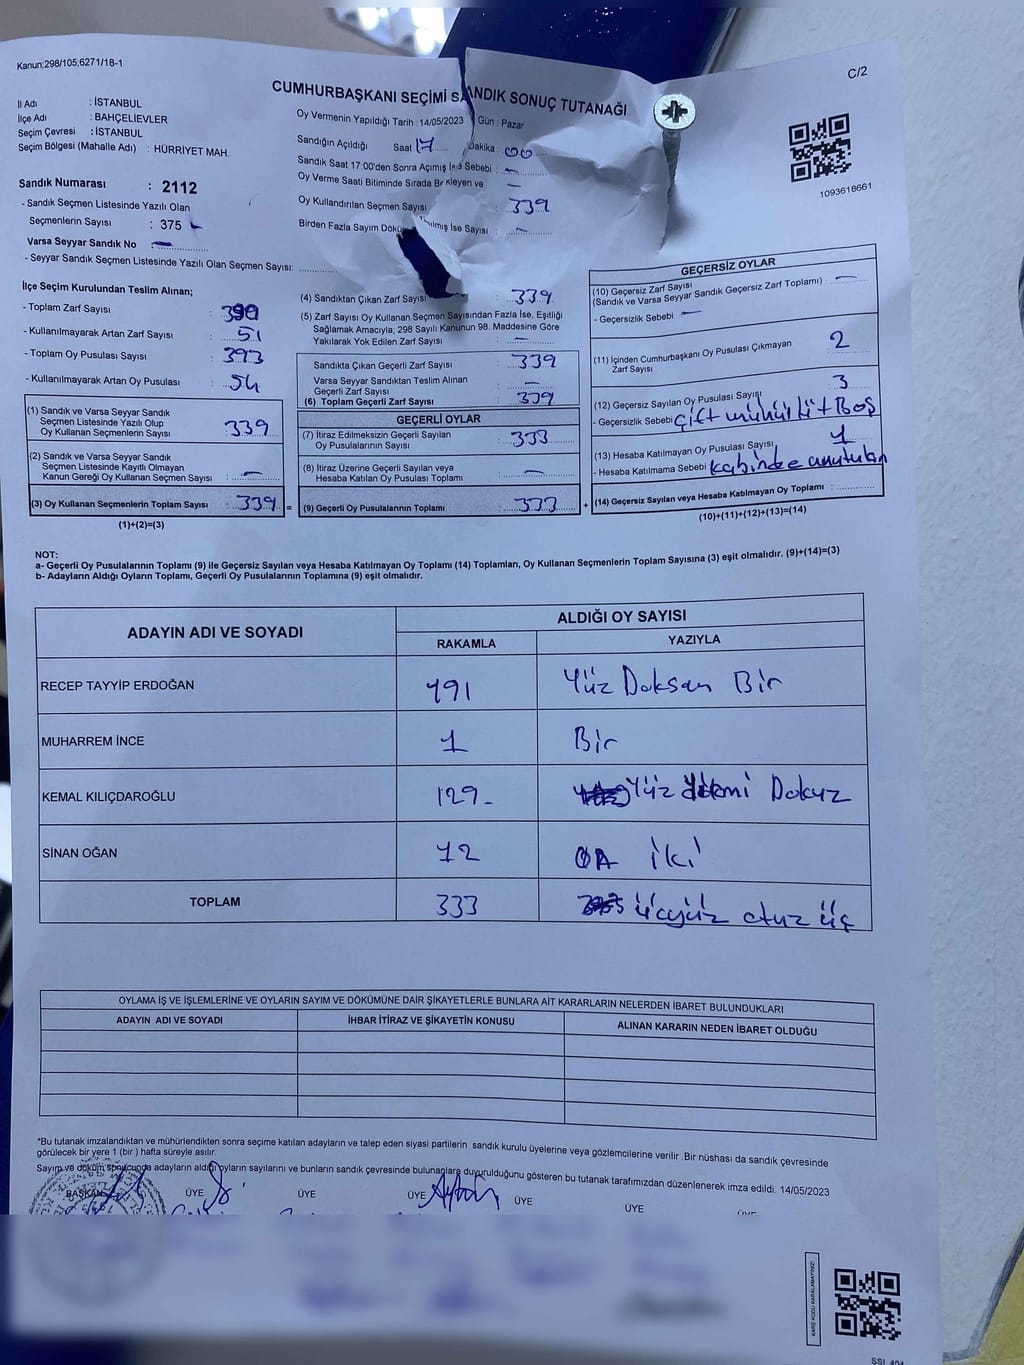 Kanun;298/105,6271/18-1
C/2
CUMHURBAŞKANI SEÇİMİ SANDIK SONUÇ TUTANAĞI
İl Adı : İSTANBUL
İlçe Adı : BAHÇELİEVLER
Seçim Çevresi : İSTANBUL
Seçim Bölgesi (Mahalle Adı) : HÜRRİYET MAH.
Oy Vermenin Yapıldığı Tarih : 14/05/2023 Gün : Pazar
Sandığın Açıldığı Saat 17 Dakika : 00
Sandık Saat 17:00'den Sonra Açılmış İse Sebebi : -
Oy Verme Saati Bitiminde Sırada Bekleyen ve -
Oy Kullandırılan Seçmen Sayısı : 339
Birden Fazla Sayım Dökümü Yapılmış İse Sayısı -
1093618661
Sandık Numarası : 2112
- Sandık Seçmen Listesinde Yazılı Olan
Seçmenlerin Sayısı : 375
Varsa Seyyar Sandık No -
- Seyyar Sandık Seçmen Listesinde Yazılı Olan Seçmen Sayısı:
İlçe Seçim Kurulundan Teslim Alınan;
- Toplam Zarf Sayısı : 390
- Kullanılmayarak Artan Zarf Sayısı : 51
- Toplam Oy Pusulası Sayısı : 393
- Kullanılmayarak Artan Oy Pusulası : 54
(1) Sandık ve Varsa Seyyar Sandık
Seçmen Listesinde Yazılı Olup
Oy Kullanan Seçmenlerin Sayısı : 339
(2) Sandık ve Varsa Seyyar Sandık
Seçmen Listesinde Kayıtlı Olmayan
Kanun Gereği Oy Kullanan Seçmen Sayısı : -
(3) Oy Kullanan Seçmenlerin Toplam Sayısı : 339 =
(1)+(2)=(3)
(4) Sandıktan Çıkan Zarf Sayısı : 339
(5) Zarf Sayısı Oy Kullanan Seçmen Sayısından Fazla İse, Eşitliği
Sağlamak Amacıyla; 298 Sayılı Kanunun 98. Maddesine Göre
Yakılarak Yok Edilen Zarf Sayısı : -
Sandıkta Çıkan Geçerli Zarf Sayısı : 339
Varsa Seyyar Sandıktan Teslim Alınan
Geçerli Zarf Sayısı : -
(6) Toplam Geçerli Zarf Sayısı : 339
GEÇERLİ OYLAR
(7) İtiraz Edilmeksizin Geçerli Sayılan
Oy Pusulalarının Sayısı : 333
(8) İtiraz Üzerine Geçerli Sayılan veya
Hesaba Katılan Oy Pusulası Toplamı : -
(9) Geçerli Oy Pusulalarının Toplamı : 333 +
GEÇERSİZ OYLAR
(10) Geçersiz Zarf Sayısı
(Sandık ve Varsa Seyyar Sandık Geçersiz Zarf Toplamı) : -
- Geçersizlik Sebebi : -
(11) İçinden Cumhurbaşkanı Oy Pusulası Çıkmayan
Zarf Sayısı : 2
(12) Geçersiz Sayılan Oy Pusulası Sayısı : 3
- Geçersizlik Sebebi : Çift mühürlü + Boş
(13) Hesaba Katılmayan Oy Pusulası Sayısı : 1
- Hesaba Katılmama Sebebi : kabinde unutulan
(14) Geçersiz Sayılan veya Hesaba Katılmayan Oy Toplamı :
(10)+(11)+(12)+(13)=(14)
NOT:
a- Geçerli Oy Pusulalarının Toplamı (9) ile Geçersiz Sayılan veya Hesaba Katılmayan Oy Toplamı (14) Toplamları, Oy Kullanan Seçmenlerin Toplam Sayısına (3) eşit olmalıdır. (9)+(14)=(3)
b- Adayların Aldığı Oyların Toplamı, Geçerli Oy Pusulalarının Toplamına (9) eşit olmalıdır.
ADAYIN ADI VE SOYADI
ALDIĞI OY SAYISI
RAKAMLA YAZIYLA
RECEP TAYYİP ERDOĞAN 191 Yüz Doksan Bir
MUHARREM İNCE 1 Bir
KEMAL KILIÇDAROĞLU 129- Yüz yirmi Dokuz
SİNAN OĞAN 12 On iki
TOPLAM 333 üçyüz otuz üç
OYLAMA İŞ VE İŞLEMLERİNE VE OYLARIN SAYIM VE DÖKÜMÜNE DAİR ŞİKAYETLERLE BUNLARA AİT KARARLARIN NELERDEN İBARET BULUNDUKLARI
ADAYIN ADI VE SOYADI İHBAR İTİRAZ VE ŞİKAYETİN KONUSU ALINAN KARARIN NEDEN İBARET OLDUĞU
*Bu tutanak imzalandıktan ve mühürlendikten sonra seçime katılan adayların ve talep eden siyasi partilerin sandık kurulu üyelerine veya gözlemcilerine verilir .Bir nüshası da sandık çevresinde
görülecek bir yere 1 (bir ) hafta süreyle asılır.
Sayım ve döküm sonucunda adayların aldığı oyların sayılarını ve bunların sandık çevresinde bulunanlara duyurulduğunu gösteren bu tutanak tarafımızdan düzenlenerek imza edildi. 14/05/2023
BAŞKAN ÜYE ÜYE ÜYE ÜYE ÜYE ÜYE
KARE KODU KARALAMAYINIZ!